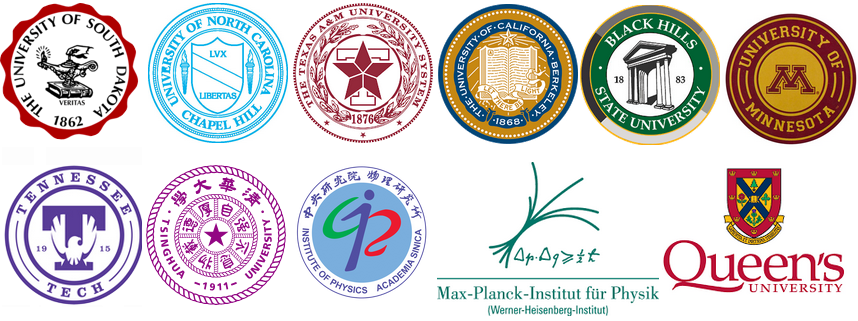 THE UNIVERSITY OF SOUTH DAKOTA
VERITAS
1862
UNIVERSITY OF NORTH CAROLINA
LVX
LIBERTAS
CHAPEL HILL
THE TEXAS A&M UNIVERSITY SYSTEM
1876
·THE·UNIVERSITY·OF·CALIFORNIA·BERKELEY·
LET THERE BE LIGHT
·1868·
BLACK HILLS
18 83
STATE UNIVERSITY
UNIVERSITY OF
M
MINNESOTA
TENNESSEE
T
19 15
TECH
學大華清
TSINGHUA UNIVERSITY
自强不息
厚德載物
–1911–
中央研究院 物理研究所
INSTITUTE OF PHYSICS ACADEMIA SINICA
Δp·Δq≥½ℏ
Max-Planck-Institut für Physik
(Werner-Heisenberg-Institut)
Queen's
UNIVERSITY